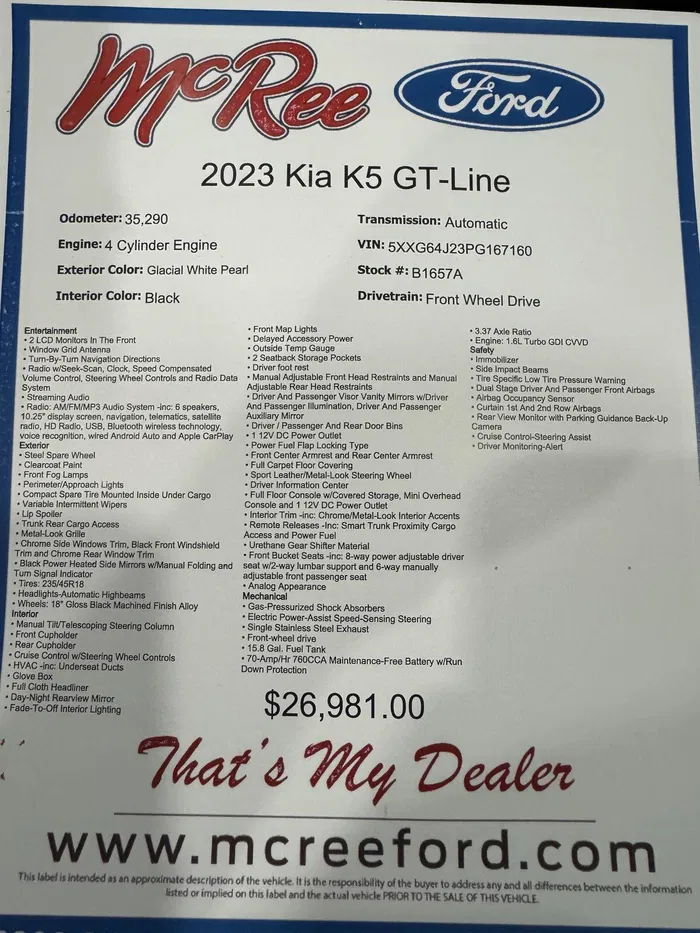 McRee Ford
2023 Kia K5 GT-Line
Odometer: 35,290
Engine: 4 Cylinder Engine
Exterior Color: Glacial White Pearl
Interior Color: Black
Transmission: Automatic
VIN: 5XXG64J23PG167160
Stock #: B1657A
Drivetrain: Front Wheel Drive
Entertainment
• 2 LCD Monitors In The Front
• Window Grid Antenna
• Turn-By-Turn Navigation Directions
• Radio w/Seek-Scan, Clock, Speed Compensated
Volume Control, Steering Wheel Controls and Radio Data
System
• Streaming Audio
• Radio: AM/FM/MP3 Audio System -inc: 6 speakers,
10.25" display screen, navigation, telematics, satellite
radio, HD Radio, USB, Bluetooth wireless technology,
voice recognition, wired Android Auto and Apple CarPlay
Exterior
• Steel Spare Wheel
• Clearcoat Paint
• Front Fog Lamps
• Perimeter/Approach Lights
• Compact Spare Tire Mounted Inside Under Cargo
• Variable Intermittent Wipers
• Lip Spoiler
• Trunk Rear Cargo Access
• Metal-Look Grille
• Chrome Side Windows Trim, Black Front Windshield
Trim and Chrome Rear Window Trim
• Black Power Heated Side Mirrors w/Manual Folding and
Turn Signal Indicator
• Tires: 235/45R18
• Headlights-Automatic Highbeams
• Wheels: 18" Gloss Black Machined Finish Alloy
Interior
• Manual Tilt/Telescoping Steering Column
• Front Cupholder
• Rear Cupholder
• Cruise Control w/Steering Wheel Controls
• HVAC -inc: Underseat Ducts
• Glove Box
• Full Cloth Headliner
• Day-Night Rearview Mirror
• Fade-To-Off Interior Lighting
• Front Map Lights
• Delayed Accessory Power
• Outside Temp Gauge
• 2 Seatback Storage Pockets
• Driver foot rest
• Manual Adjustable Front Head Restraints and Manual
Adjustable Rear Head Restraints
• Driver And Passenger Visor Vanity Mirrors w/Driver
And Passenger Illumination, Driver And Passenger
Auxiliary Mirror
• Driver / Passenger And Rear Door Bins
• 1 12V DC Power Outlet
• Power Fuel Flap Locking Type
• Front Center Armrest and Rear Center Armrest
• Full Carpet Floor Covering
• Sport Leather/Metal-Look Steering Wheel
• Driver Information Center
• Full Floor Console w/Covered Storage, Mini Overhead
Console and 1 12V DC Power Outlet
• Interior Trim -inc: Chrome/Metal-Look Interior Accents
• Remote Releases -Inc: Smart Trunk Proximity Cargo
Access and Power Fuel
• Urethane Gear Shifter Material
• Front Bucket Seats -inc: 8-way power adjustable driver
seat w/2-way lumbar support and 6-way manually
adjustable front passenger seat
• Analog Appearance
Mechanical
• Gas-Pressurized Shock Absorbers
• Electric Power-Assist Speed-Sensing Steering
• Single Stainless Steel Exhaust
• Front-wheel drive
• 15.8 Gal. Fuel Tank
• 70-Amp/Hr 760CCA Maintenance-Free Battery w/Run
Down Protection
• 3.37 Axle Ratio
• Engine: 1.6L Turbo GDI CVVD
Safety
• Immobilizer
• Side Impact Beams
• Tire Specific Low Tire Pressure Warning
• Dual Stage Driver And Passenger Front Airbags
• Airbag Occupancy Sensor
• Curtain 1st And 2nd Row Airbags
• Rear View Monitor with Parking Guidance Back-Up
Camera
• Cruise Control-Steering Assist
• Driver Monitoring-Alert
$26,981.00
That's My Dealer
www.mcreeford.com
This label is intended as an approximate description of the vehicle. It is the responsibility of the buyer to address any and all differences between the information
listed or implied on this label and the actual vehicle PRIOR TO THE SALE OF THIS VEHICLE.